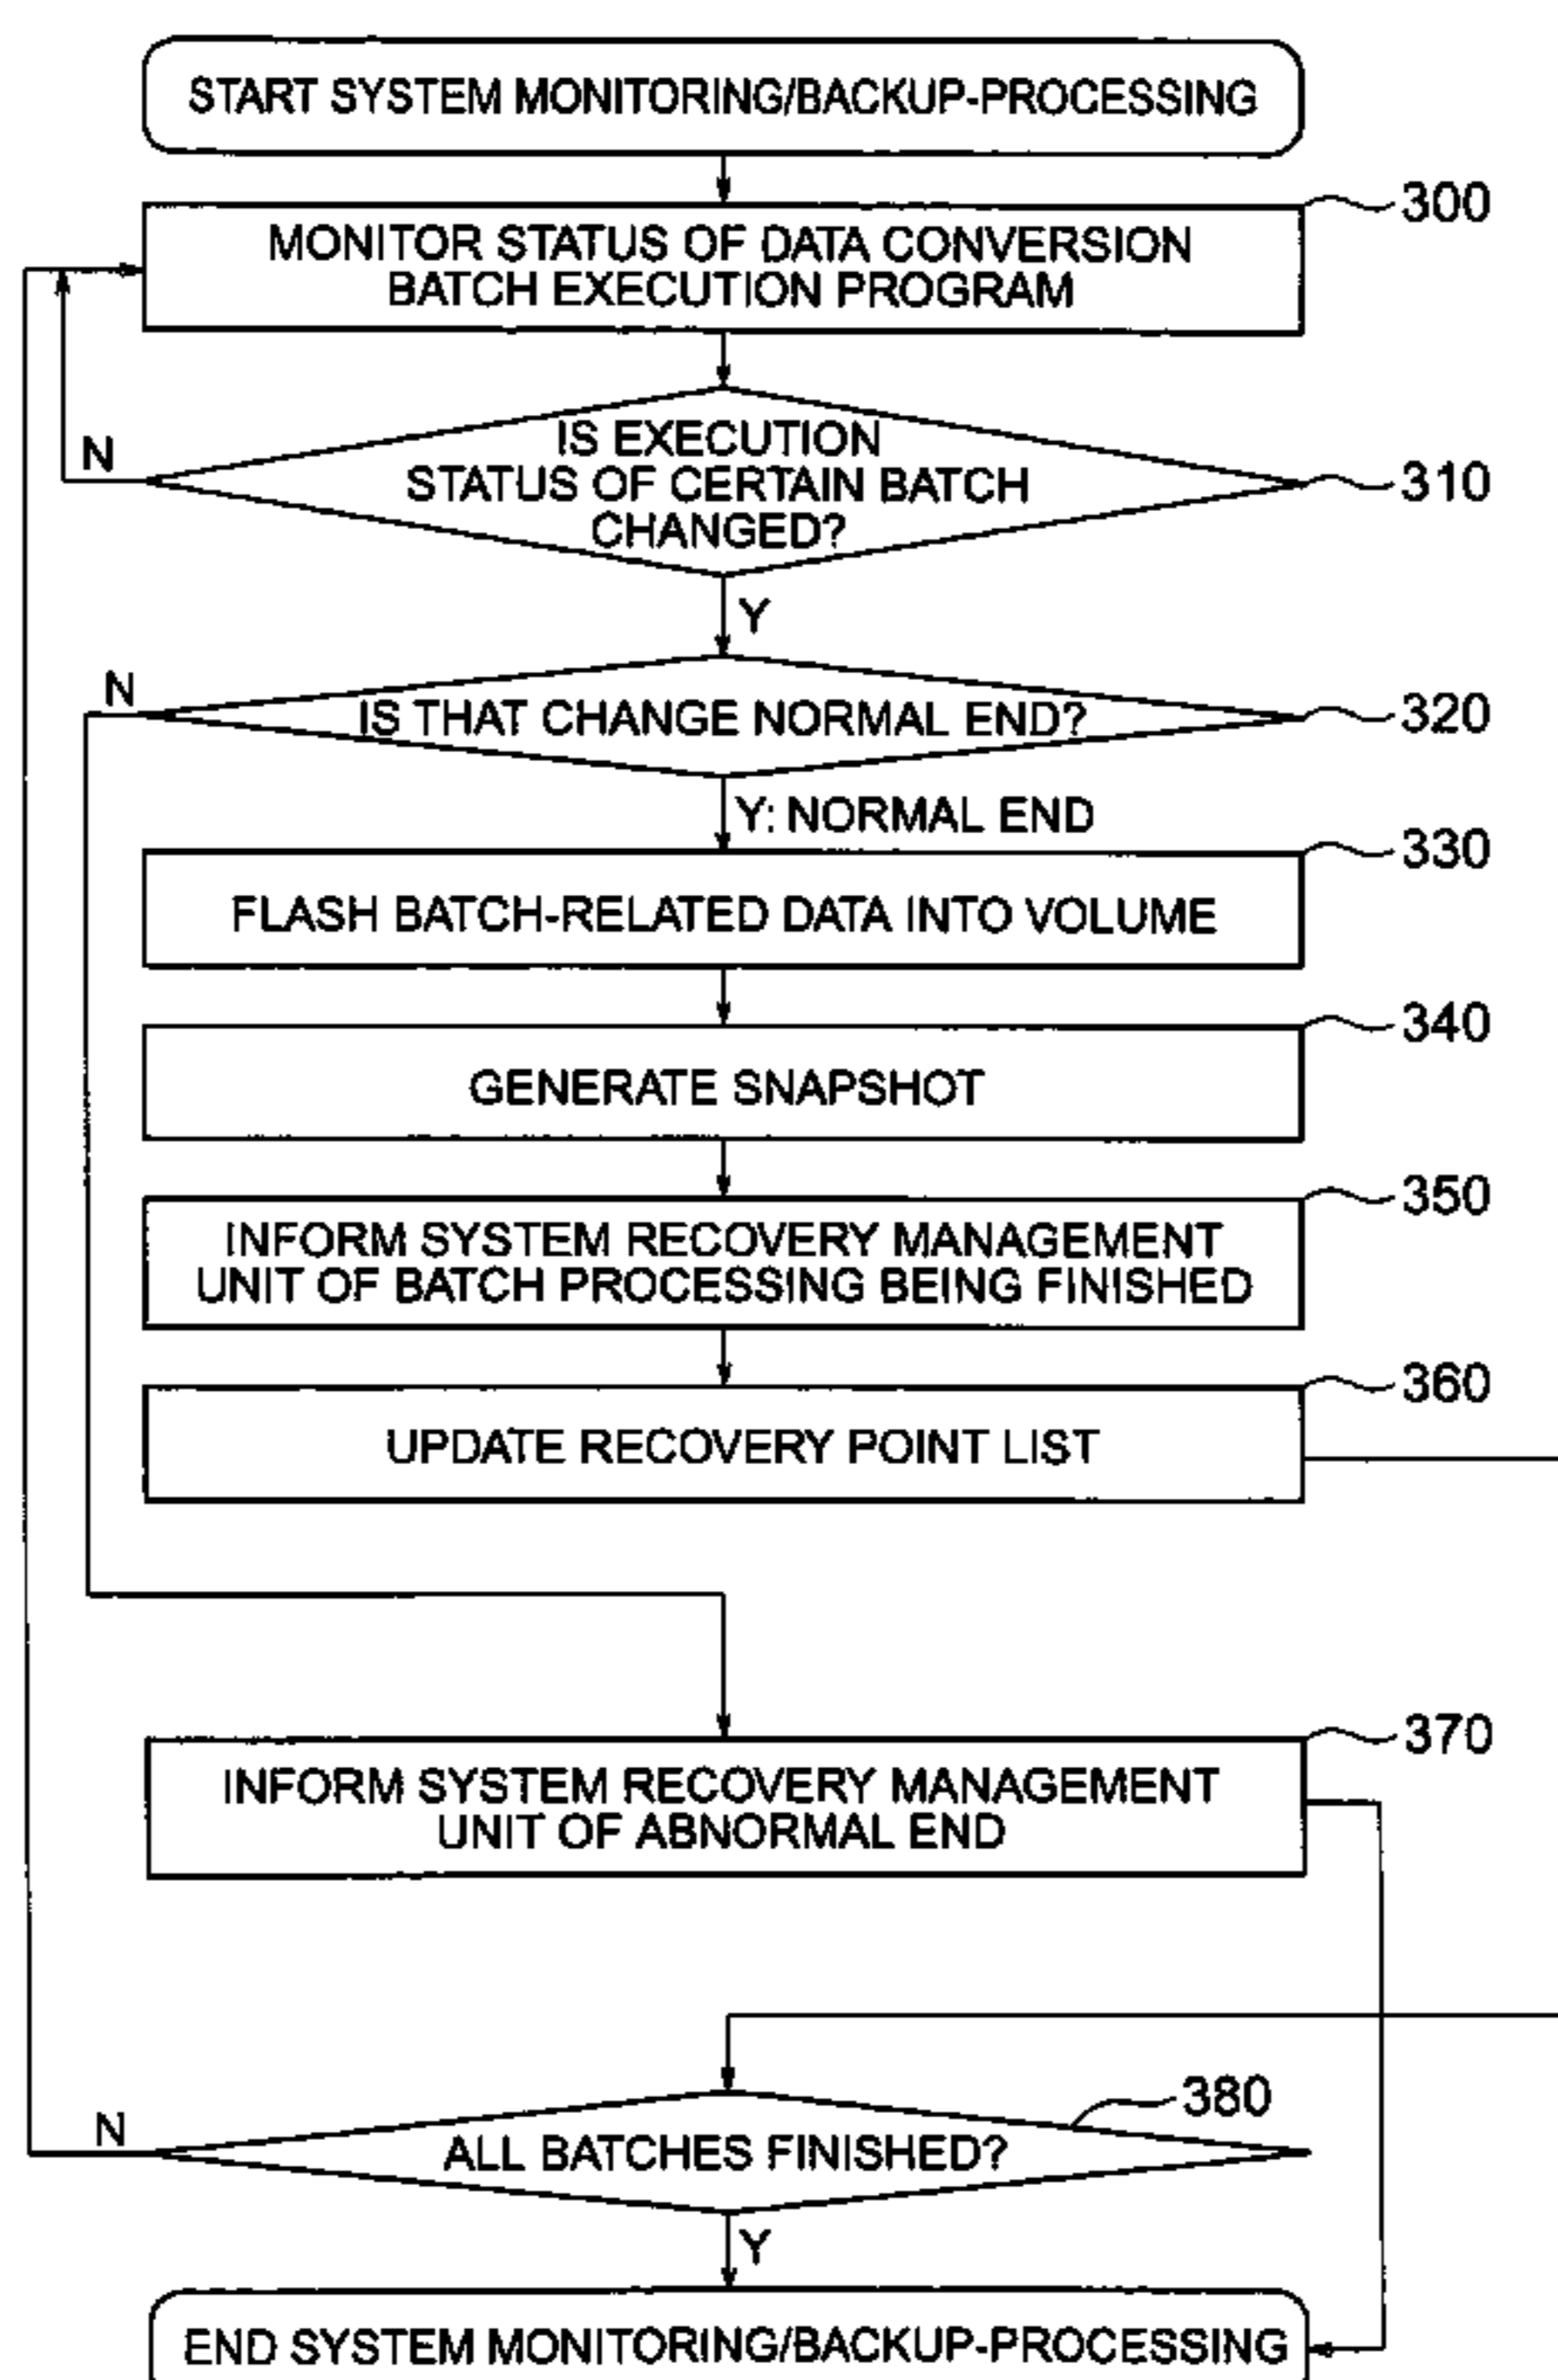 START SYSTEM MONITORING/BACKUP-PROCESSING
300
MONITOR STATUS OF DATA CONVERSION
BATCH EXECUTION PROGRAM
N
IS EXECUTION
STATUS OF CERTAIN BATCH
CHANGED?
310
Y
N
IS THAT CHANGE NORMAL END?
320
Y: NORMAL END
330
FLASH BATCH-RELATED DATA INTO VOLUME
340
GENERATE SNAPSHOT
350
INFORM SYSTEM RECOVERY MANAGEMENT
UNIT OF BATCH PROCESSING BEING FINISHED
360
UPDATE RECOVERY POINT LIST
370
INFORM SYSTEM RECOVERY MANAGEMENT
UNIT OF ABNORMAL END
380
N
ALL BATCHES FINISHED?
Y
END SYSTEM MONITORING/BACKUP-PROCESSING